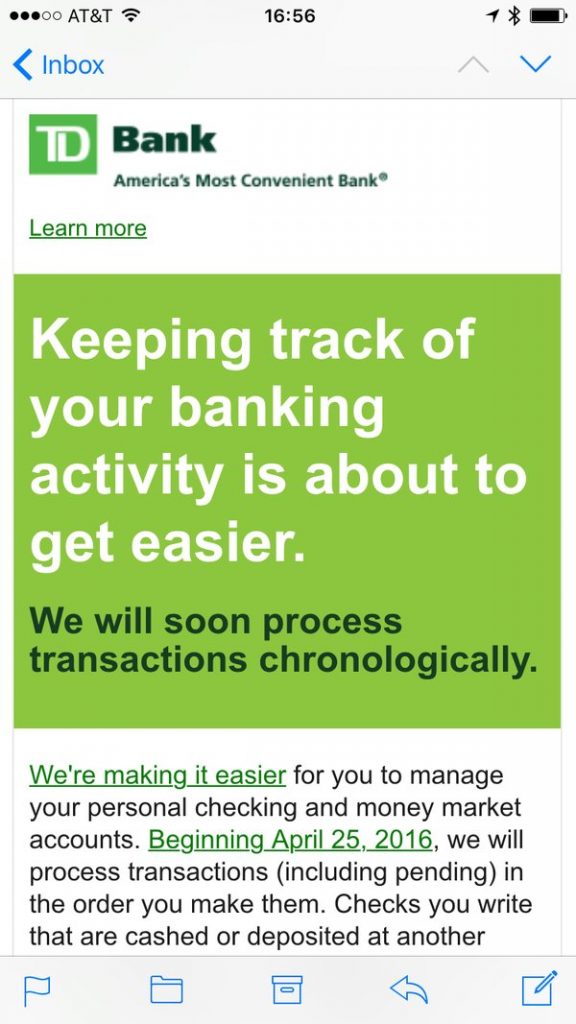 AT&T 16:56
Inbox
TD Bank
America's Most Convenient Bank®
Learn more
Keeping track of
your banking
activity is about to
get easier.
We will soon process
transactions chronologically.
We're making it easier for you to manage
your personal checking and money market
accounts. Beginning April 25, 2016, we will
process transactions (including pending) in
the order you make them. Checks you write
that are cashed or deposited at another